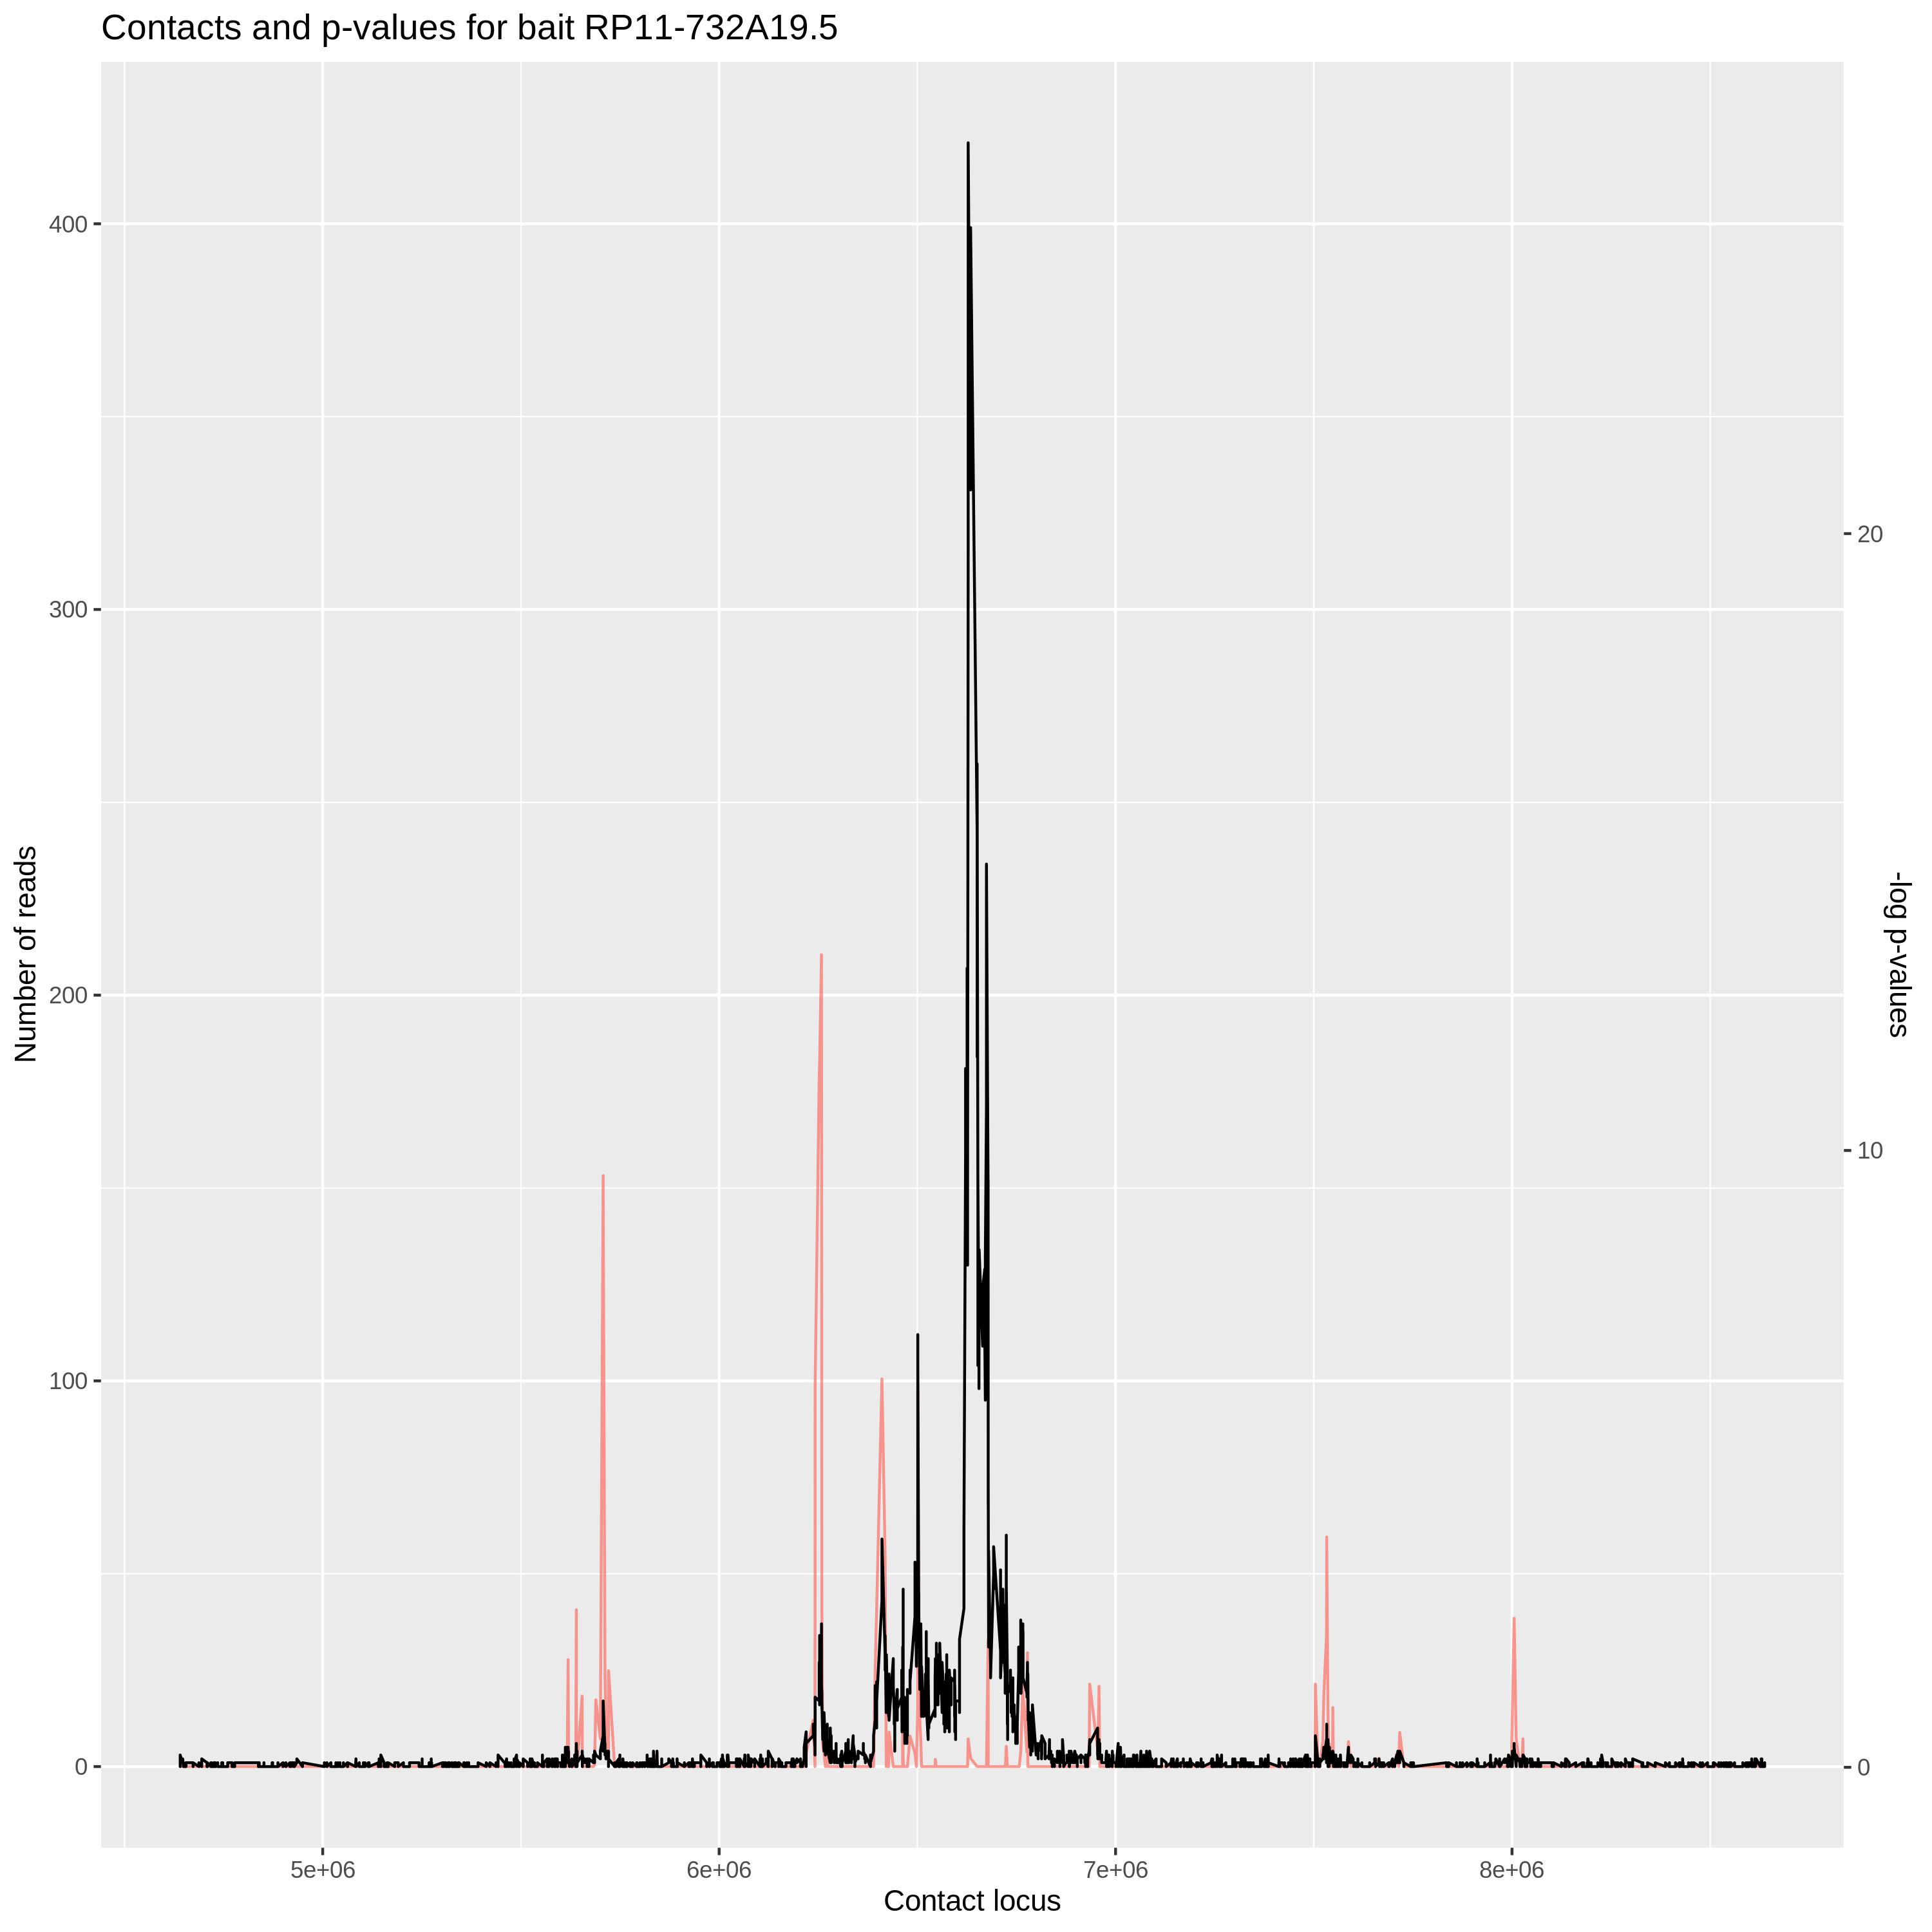 Contacts and p-values for bait RP11-732A19.5
400
300
200
100
0
Number of reads
20
10
0
-log p-values
5e+06 6e+06 7e+06 8e+06
Contact locus